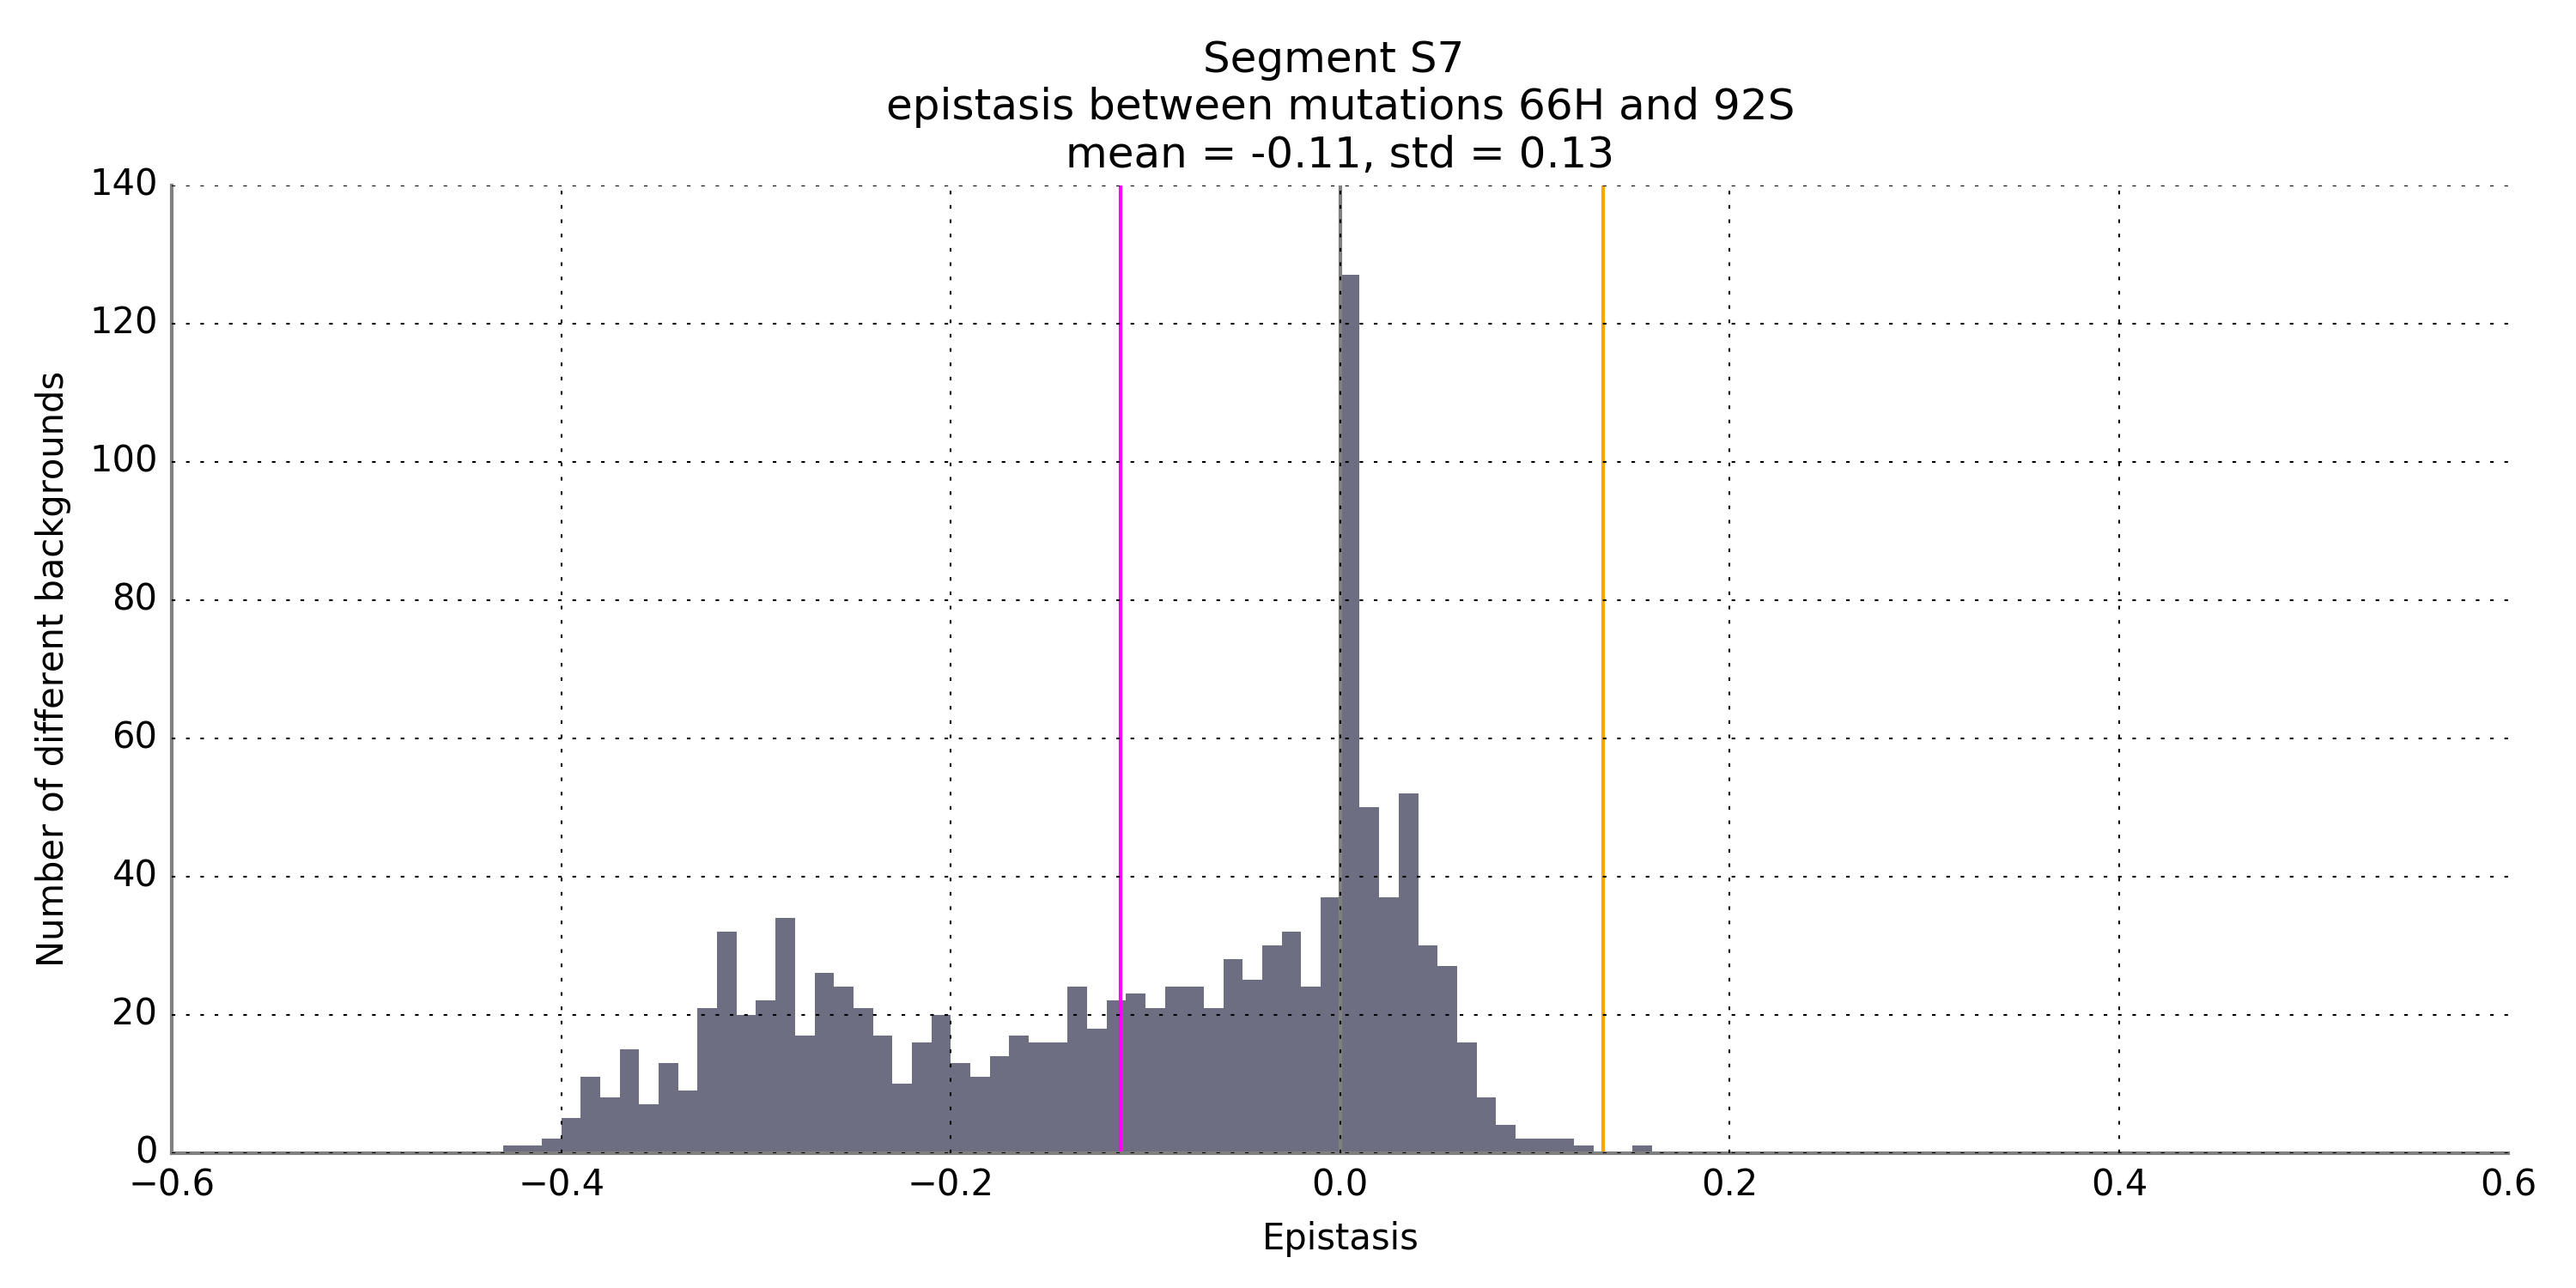 Segment S7
epistasis between mutations 66H and 92S
mean = -0.11, std = 0.13
140
120
100
80
60
40
20
0
Number of different backgrounds
−0.6 −0.4 −0.2 0.0 0.2 0.4 0.6
Epistasis